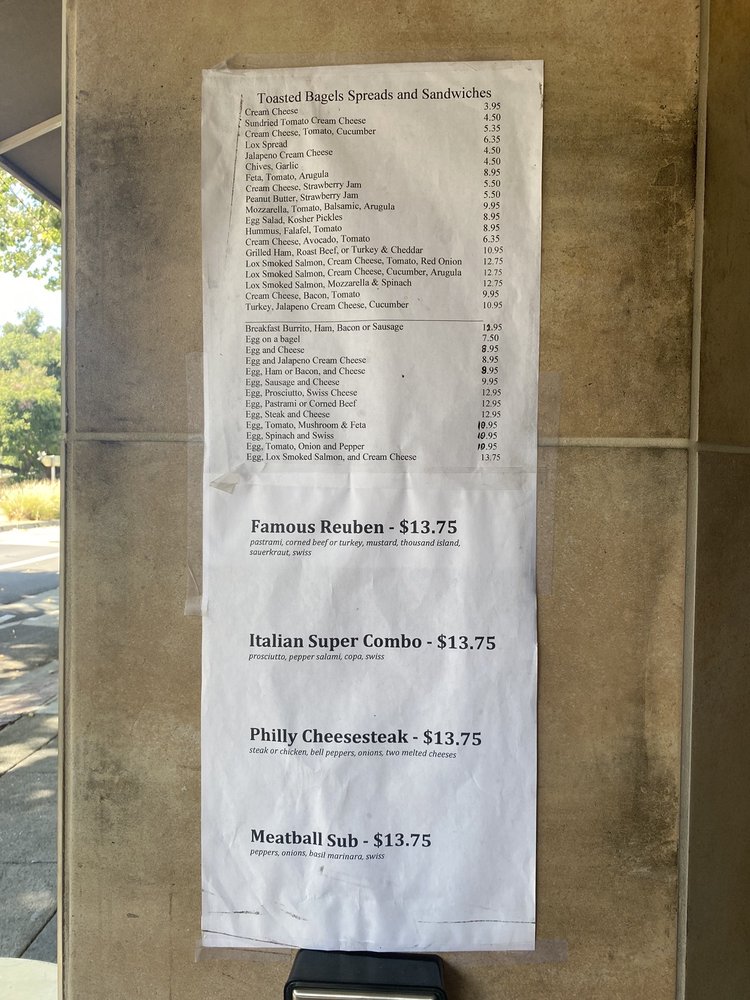 Toasted Bagels Spreads and Sandwiches
Cream Cheese 3.95
Sundried Tomato Cream Cheese 4.50
Cream Cheese, Tomato, Cucumber 5.35
Lox Spread 6.35
Jalapeno Cream Cheese 4.50
Chives, Garlic 4.50
Feta, Tomato, Arugula 8.95
Cream Cheese, Strawberry Jam 5.50
Peanut Butter, Strawberry Jam 5.50
Mozzarella, Tomato, Balsamic, Arugula 9.95
Egg Salad, Kosher Pickles 8.95
Hummus, Falafel, Tomato 8.95
Cream Cheese, Avocado, Tomato 6.35
Grilled Ham, Roast Beef, or Turkey & Cheddar 10.95
Lox Smoked Salmon, Cream Cheese, Tomato, Red Onion 12.75
Lox Smoked Salmon, Cream Cheese, Cucumber, Arugula 12.75
Lox Smoked Salmon, Mozzarella & Spinach 12.75
Cream Cheese, Bacon, Tomato 9.95
Turkey, Jalapeno Cream Cheese, Cucumber 10.95
Breakfast Burrito, Ham, Bacon or Sausage
Egg on a bagel 7.50
Egg and Cheese 8.95
Egg and Jalapeno Cream Cheese 8.95
Egg, Ham or Bacon, and Cheese 9.95
Egg, Sausage and Cheese 9.95
Egg, Prosciutto, Swiss Cheese 12.95
Egg, Pastrami or Corned Beef 12.95
Egg, Steak and Cheese 12.95
Egg, Tomato, Mushroom & Feta 10.95
Egg, Spinach and Swiss 10.95
Egg, Tomato, Onion and Pepper 10.95
Egg, Lox Smoked Salmon, and Cream Cheese 13.75
Famous Reuben - $13.75
pastrami, corned beef or turkey, mustard, thousand island,
sauerkraut, swiss
Italian Super Combo - $13.75
prosciutto, pepper salami, copa, swiss
Philly Cheesesteak - $13.75
steak or chicken, bell peppers, onions, two melted cheeses
Meatball Sub - $13.75
peppers, onions, basil marinara, swiss